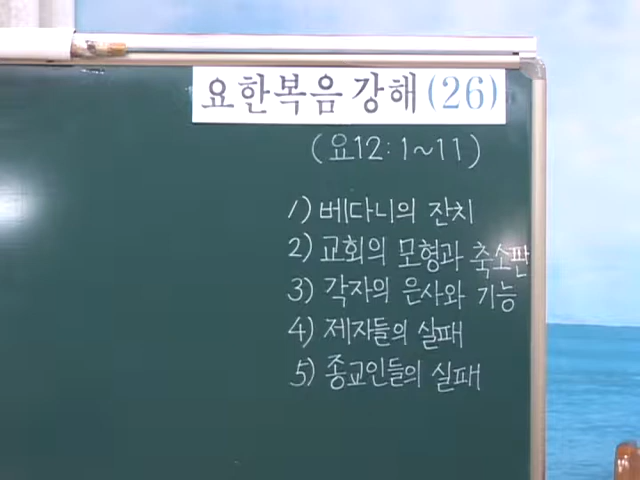 요한복음 강해 (26)
(요12:1~11)
1) 베다니의 잔치
2) 교회의 모형과 축소판
3) 각자의 은사와 기능
4) 제자들의 실패
5) 종교인들의 실패